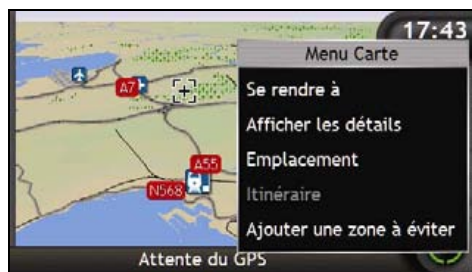 17:43
Menu Carte
Se rendre à
A7
Afficher les détails
Emplacement
A55
N568
Itinéraire
Ajouter une zone à éviter
Attente du GPS